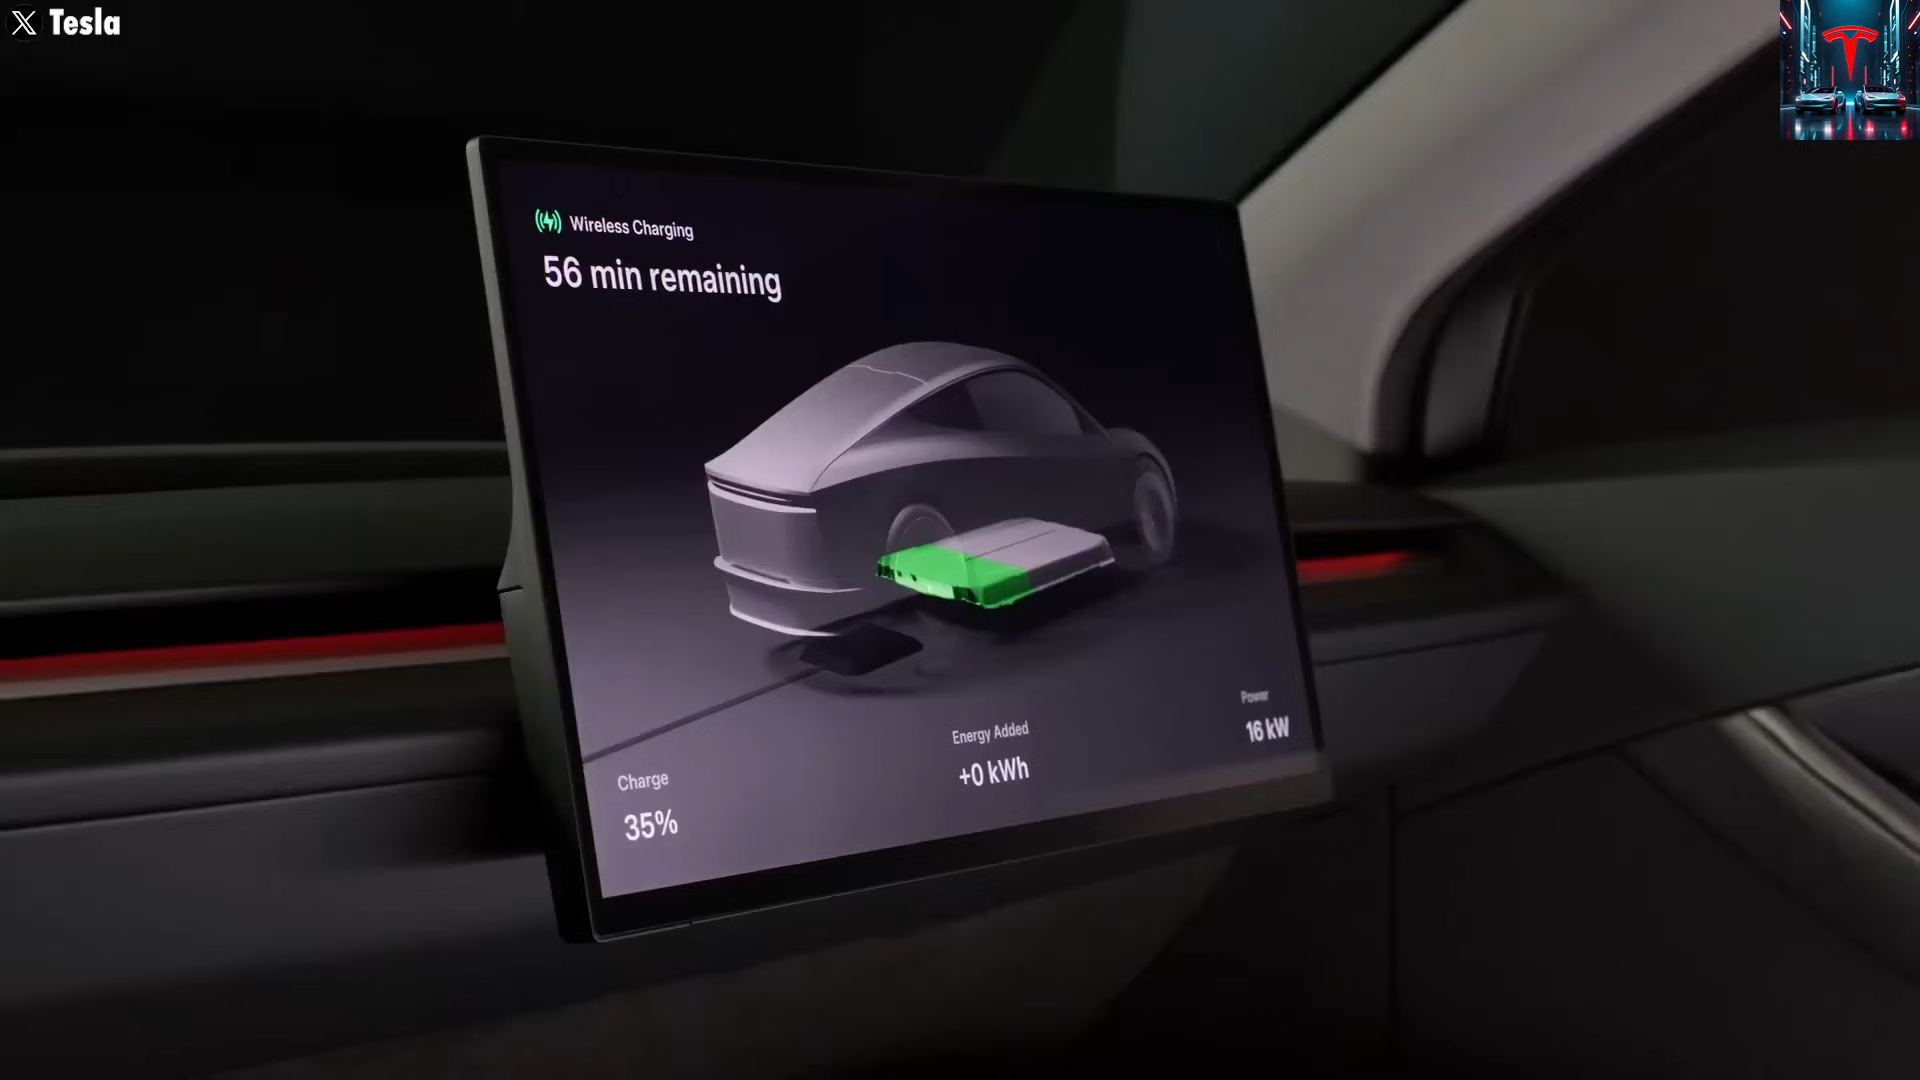 X Tesla
Wireless Charging
56 min remaining
Charge
35%
Energy Added
+0 kWh
Power
16 kW